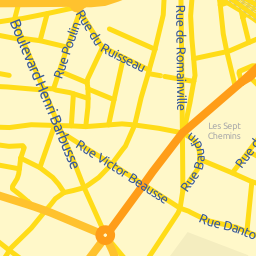 Boulevard Henri Barbusse
Rue Poulin
Rue du Ruisseau
Rue de Romainville
Les Sept
Chemins
Rue Victor Beausse
Rue Baudin
Rue d
Rue Danto